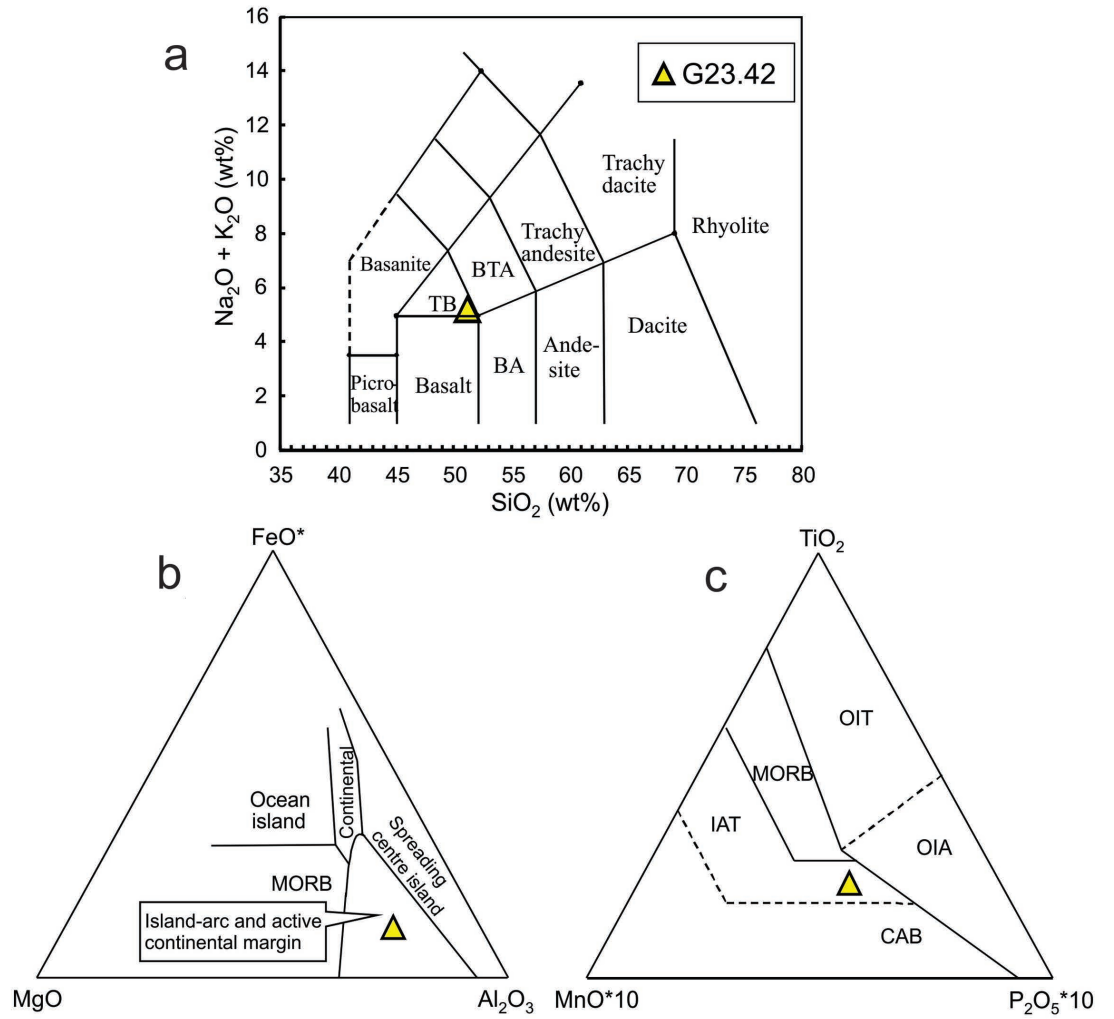 a
16
14
12
10
8
6
4
2
0
Na₂O + K₂O (wt%)
G23.42
Trachy
dacite
Rhyolite
Trachy
andesite
Basanite
BTA
TB
Dacite
Ande-
site
BA
Basalt
Picro-
basalt
35 40 45 50 55 60 65 70 75 80
SiO₂ (wt%)
b
FeO*
Ocean
island
Continental
Spreading
centre island
MORB
Island-arc and active
continental margin
MgO
Al₂O₃
c
TiO₂
OIT
MORB
IAT
OIA
CAB
MnO*10
P₂O₅*10